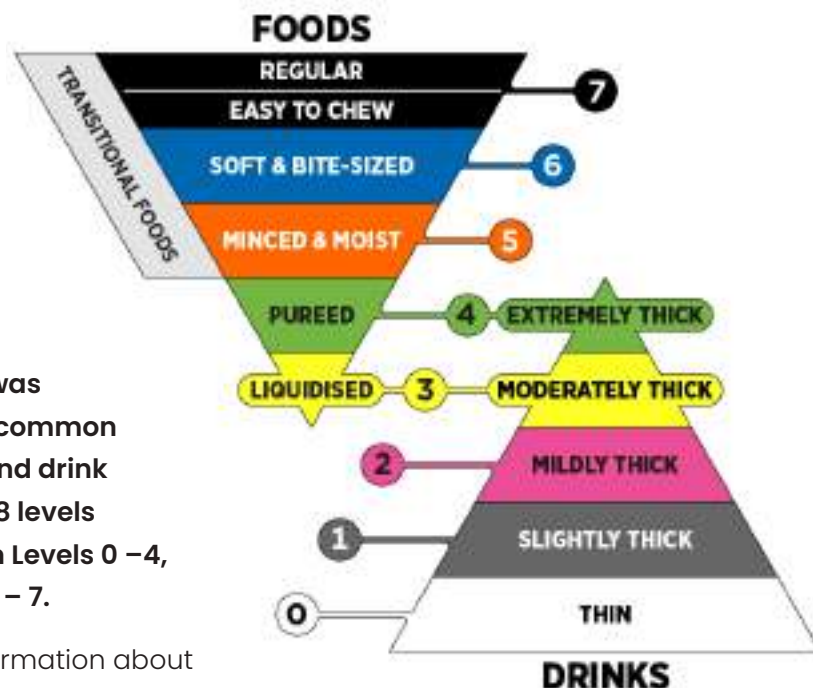 FOODS
TRANSITIONAL FOODS
REGULAR
7
EASY TO CHEW
SOFT & BITE-SIZED
6
MINCED & MOIST
5
PUREED
4
EXTREMELY THICK
LIQUIDISED
3
MODERATELY THICK
2
MILDLY THICK
1
SLIGHTLY THICK
0
THIN
DRINKS
was
common
nd drink
8 levels
Levels 0 –4,
– 7.
rmation about